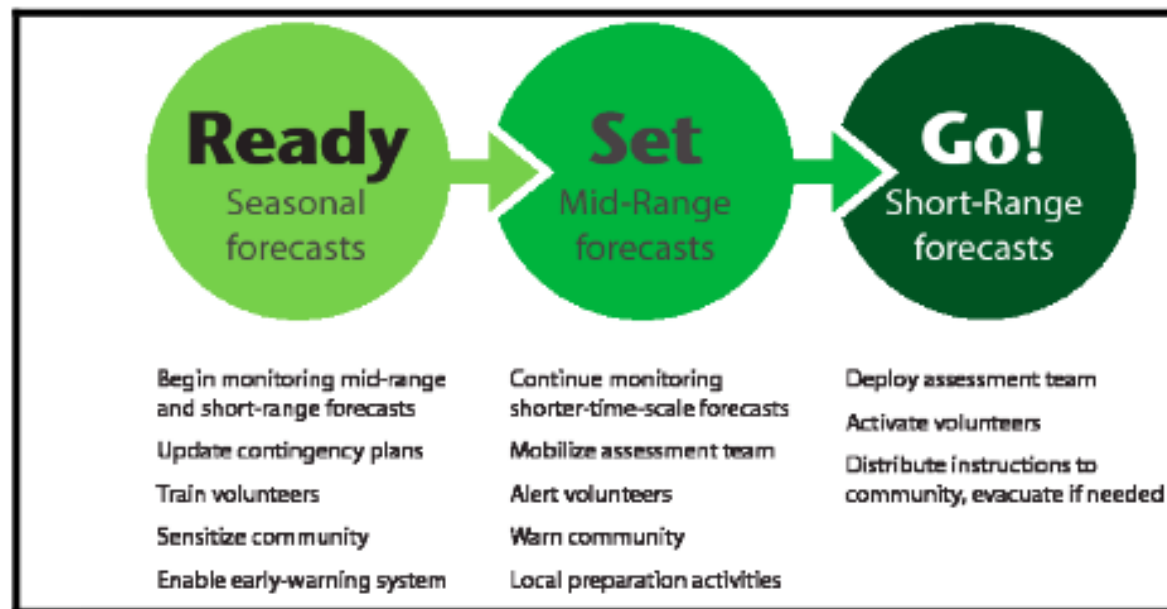 Ready
Seasonal
forecasts
Set
Mid-Range
forecasts
Go!
Short-Range
forecasts
Begin monitoring mid-range
and short-range forecasts
Update contingency plans
Train volunteers
Sensitize community
Enable early-warning system
Continue monitoring
shorter-time-scale forecasts
Mobilize assessment team
Alert volunteers
Warn community
Local preparation activities
Deploy assessment team
Activate volunteers
Distribute instructions to
community, evacuate if needed